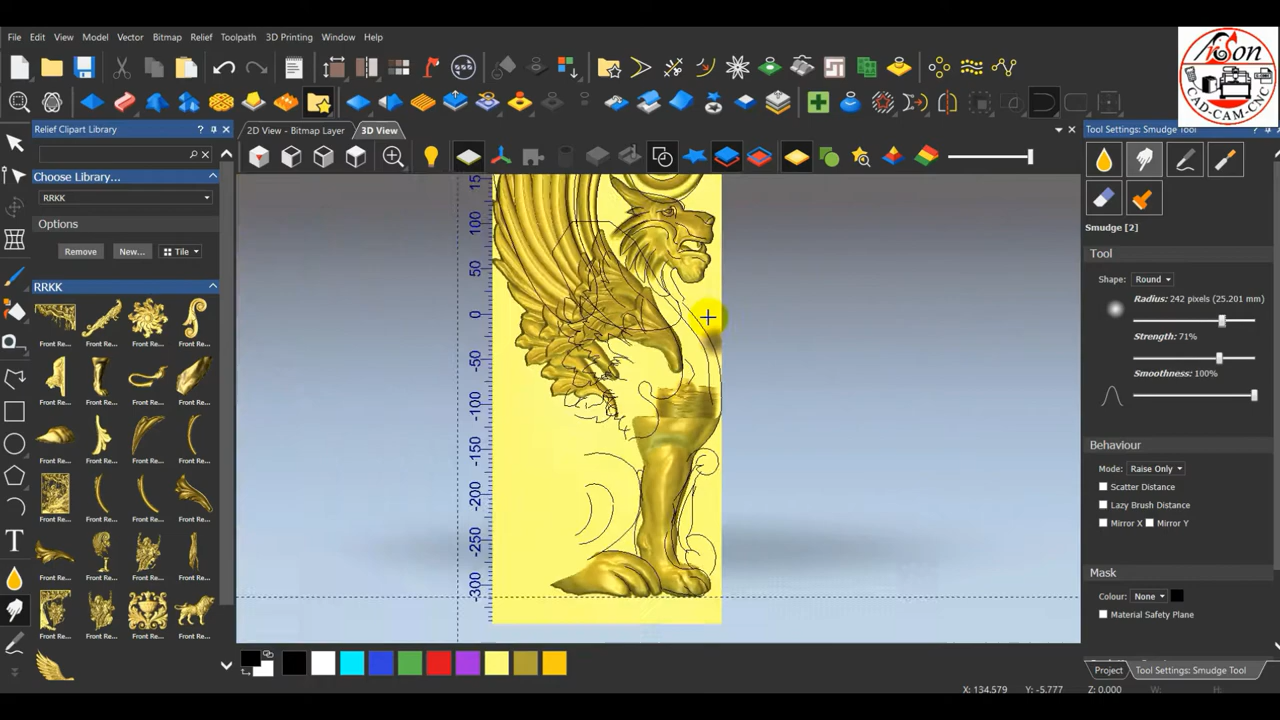 File Edit View Model Vector Bitmap Relief Toolpath 3D Printing Window Help
ArSon
CAD-CAM-CNC
Relief Clipart Library ?
2D View - Bitmap Layer 3D View
Tool Settings: Smudge Tool
Choose Library...
RRKK
Options
Remove New... Tile
RRKK
Front Re... Front Re... Front Re... Front Re...
Front Re... Front Re... Front Re... Front Re...
Front Re... Front Re... Front Re... Front Re...
Front Re... Front Re... Front Re... Front Re...
Front Re... Front Re... Front Re... Front Re...
Front Re... Front Re... Front Re... Front Re...
T
15
100
50
0
-50
-100
-150
-200
-250
-300
Smudge [2]
Tool
Shape: Round
Radius: 242 pixels (25.201 mm)
Strength: 71%
Smoothness: 100%
Behaviour
Mode: Raise Only
Scatter Distance
Lazy Brush Distance
Mirror X Mirror Y
Mask
Colour: None
Material Safety Plane
Project Tool Settings: Smudge Tool
X: 134.579 Y: -5.777 Z: 0.000 W: H: